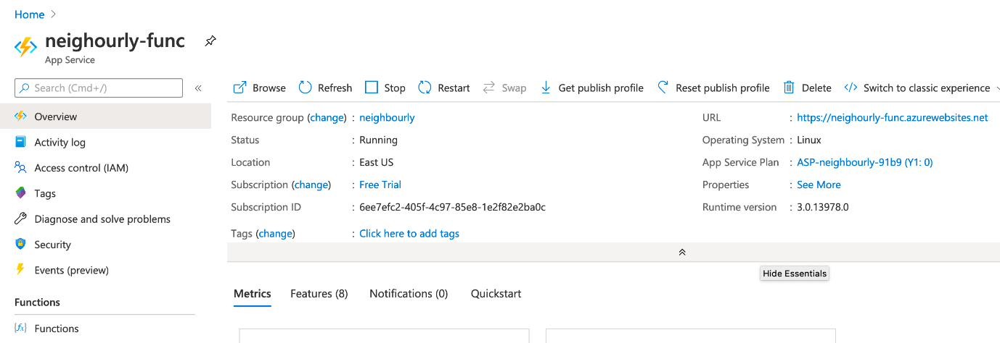 Home >
neighourly-func
App Service
Search (Cmd+/)
«
Overview
Activity log
Access control (IAM)
Tags
Diagnose and solve problems
Security
Events (preview)
Functions
Functions
Browse Refresh Stop Restart Swap Get publish profile Reset publish profile Delete Switch to classic experience
Resource group (change) : neighbourly URL : https://neighourly-func.azurewebsites.net
Status : Running Operating System : Linux
Location : East US App Service Plan : ASP-neighbourly-91b9 (Y1: 0)
Subscription (change) : Free Trial Properties : See More
Subscription ID : 6ee7efc2-405f-4c97-85e8-1e2f82e2ba0c Runtime version : 3.0.13978.0
Tags (change) : Click here to add tags
Hide Essentials
Metrics Features (8) Notifications (0) Quickstart